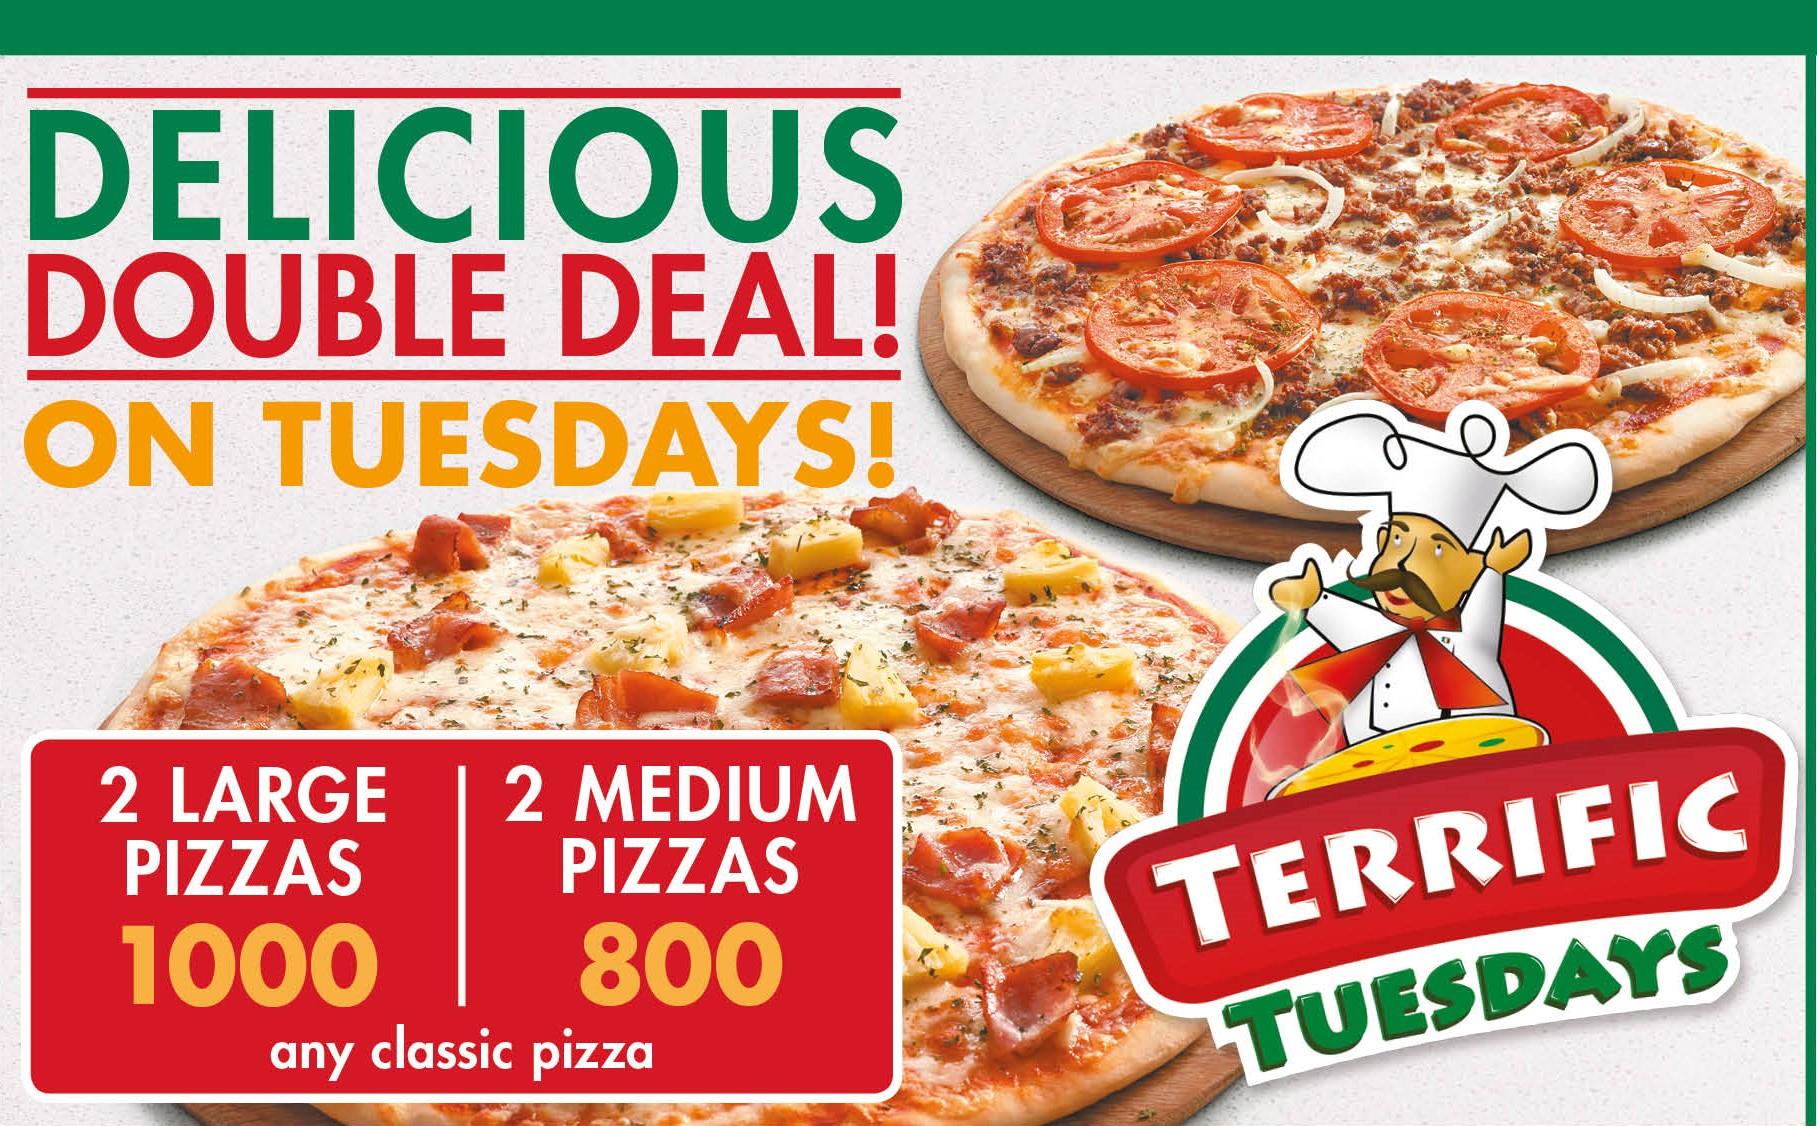 DELICIOUS
DOUBLE DEAL!
ON TUESDAYS!
2 LARGE
PIZZAS
1000
2 MEDIUM
PIZZAS
800
any classic pizza
TERRIFIC
TUESDAYS